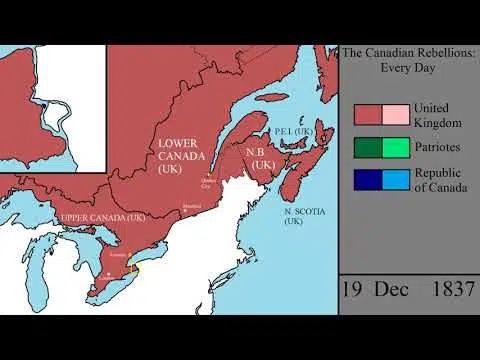 The Canadian Rebellions:
Every Day
United
Kingdom
Patriotes
Republic
of Canada
19 Dec 1837
LOWER
CANADA
(UK)
P.E.I. (UK)
N.B
(UK)
Quebec
City
Montreal
N. SCOTIA
(UK)
UPPER CANADA (UK)
Toronto
London